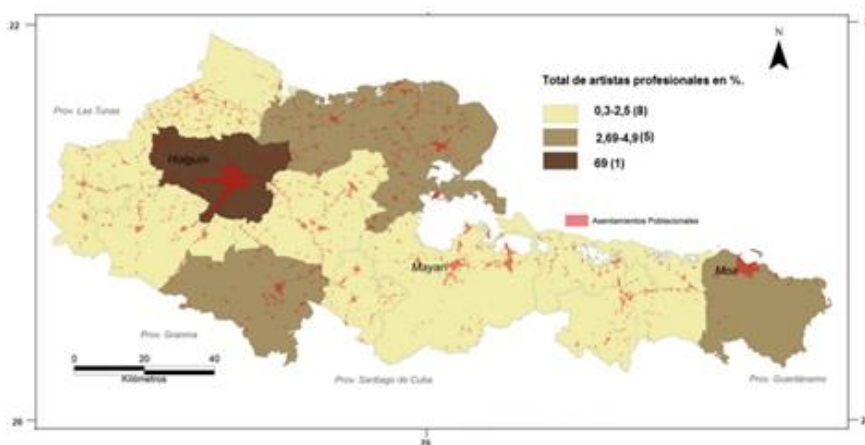 22
N
Total de artistas profesionales en %.
0,3-2,5 (8)
2,69-4,9(5)
69 (1)
Asentamientos Poblacionales
Prov. Las Tunas
Holguín
Mayarí
Moa
Prov. Granma
0 20 40
Kilómetros
Prov. Santiago de Cuba
Prov. Guantánamo
20